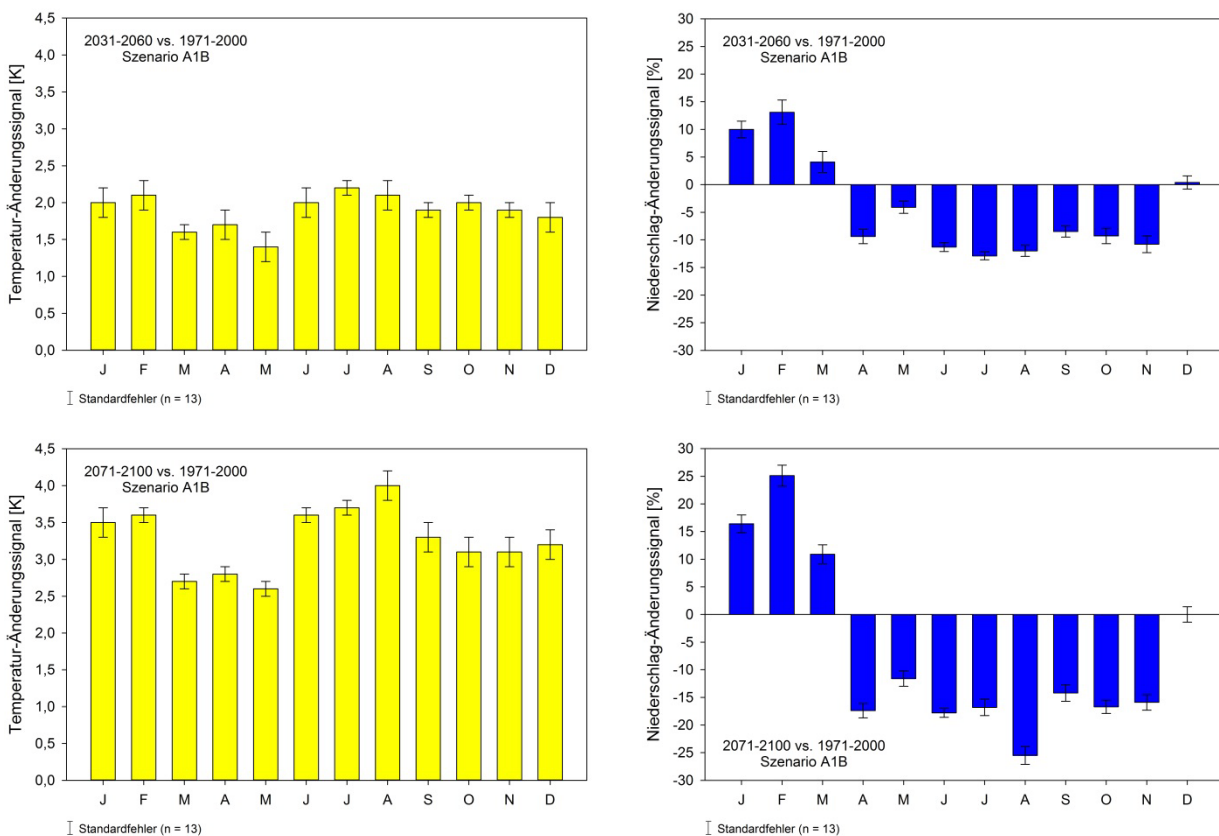 Temperatur-Änderungssignal [K]
4,5
4,0
3,5
3,0
2,5
2,0
1,5
1,0
0,5
0,0
2031-2060 vs. 1971-2000
Szenario A1B
J F M A M J J A S O N D
Standardfehler (n = 13)
Niederschlag-Änderungssignal [%]
30
25
20
15
10
5
0
-5
-10
-15
-20
-25
-30
2031-2060 vs. 1971-2000
Szenario A1B
J F M A M J J A S O N D
Standardfehler (n = 13)
Temperatur-Änderungssignal [K]
4,5
4,0
3,5
3,0
2,5
2,0
1,5
1,0
0,5
0,0
2071-2100 vs. 1971-2000
Szenario A1B
J F M A M J J A S O N D
Standardfehler (n = 13)
Niederschlag-Änderungssignal [%]
30
25
20
15
10
5
0
-5
-10
-15
-20
-25
-30
2071-2100 vs. 1971-2000
Szenario A1B
J F M A M J J A S O N D
Standardfehler (n = 13)